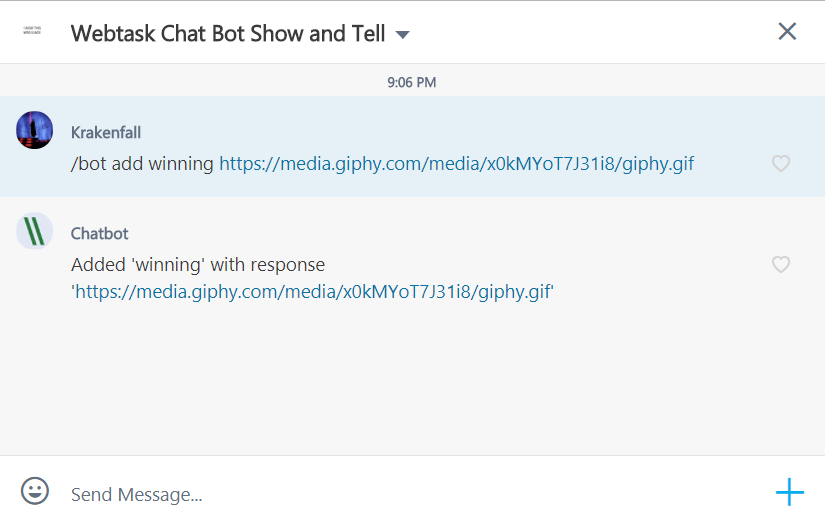 Webtask Chat Bot Show and Tell
9:06 PM
Krakenfall
/bot add winning https://media.giphy.com/media/x0kMYoT7J31i8/giphy.gif
Chatbot
Added 'winning' with response
'https://media.giphy.com/media/x0kMYoT7J31i8/giphy.gif'
Send Message...